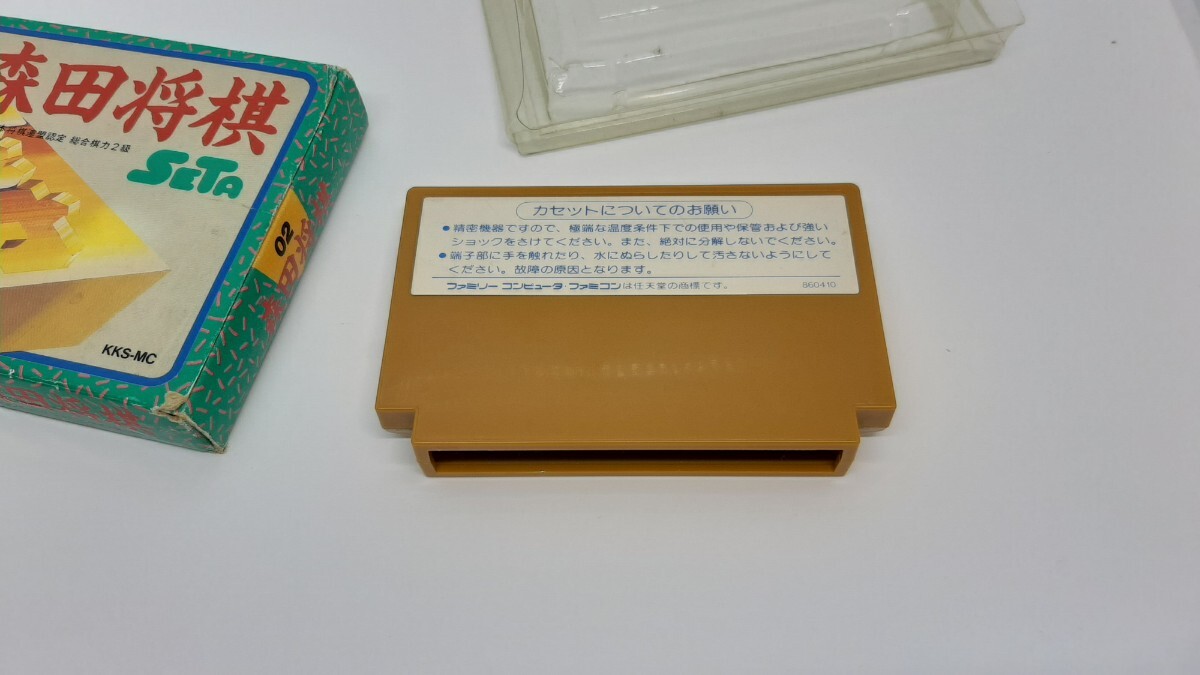 森田将棋
将棋連盟認定 総合棋力2級
SETA
02
森田将棋
KKS-MC
カセットについてのお願い
●精密機器ですので、極端な温度条件下での使用や保管および強い
ショックをさけてください。また、絶対に分解しないでください。
●端子部に手を触れたり、水にぬらしたりして汚さないようにして
ください。故障の原因となります。
ファミリー コンピュータ・ファミコンは任天堂の商標です。 860410